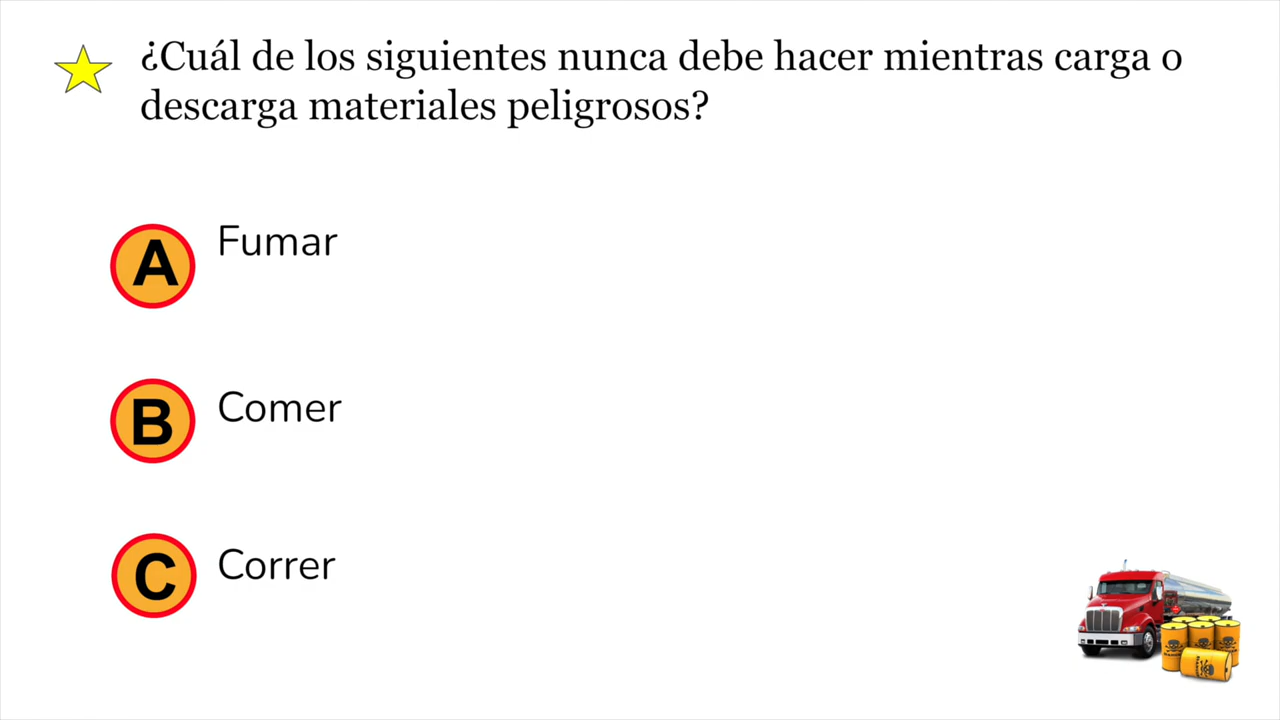 ¿Cuál de los siguientes nunca debe hacer mientras carga o
descarga materiales peligrosos?
A Fumar
B Comer
C Correr